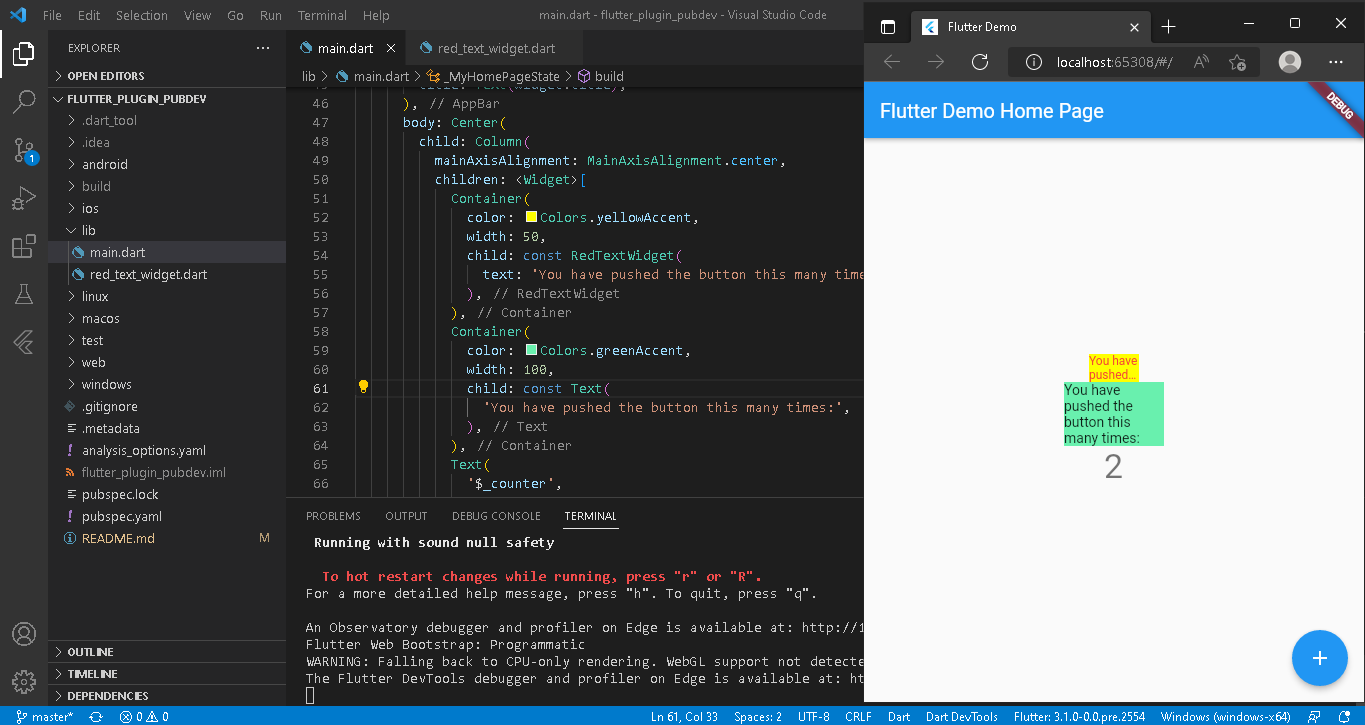 File Edit Selection View Go Run Terminal Help
main.dart - flutter_plugin_pubdev - Visual Studio Code
EXPLORER
OPEN EDITORS
FLUTTER_PLUGIN_PUBDEV
.dart_tool
.idea
android
build
ios
lib
main.dart
red_text_widget.dart
linux
macos
test
web
windows
.gitignore
.metadata
analysis_options.yaml
flutter_plugin_pubdev.iml
pubspec.lock
pubspec.yaml
README.md M
OUTLINE
TIMELINE
DEPENDENCIES
1
main.dart red_text_widget.dart
lib > main.dart > _MyHomePageState > build
title: Text(widget.title),
46 ), // AppBar
47 body: Center(
48 child: Column(
49 mainAxisAlignment: MainAxisAlignment.center,
50 children: <Widget>[
51 Container(
52 color: Colors.yellowAccent,
53 width: 50,
54 child: const RedTextWidget(
55 text: 'You have pushed the button this many time
56 ), // RedTextWidget
57 ), // Container
58 Container(
59 color: Colors.greenAccent,
60 width: 100,
61 child: const Text(
62 'You have pushed the button this many times:',
63 ), // Text
64 ), // Container
65 Text(
66 '$_counter',
PROBLEMS OUTPUT DEBUG CONSOLE TERMINAL
Running with sound null safety
To hot restart changes while running, press "r" or "R".
For a more detailed help message, press "h". To quit, press "q".
An Observatory debugger and profiler on Edge is available at: http://1
Flutter Web Bootstrap: Programmatic
WARNING: Falling back to CPU-only rendering. WebGL support not detecte
The Flutter DevTools debugger and profiler on Edge is available at: ht
master* 0 0 Ln 61, Col 33 Spaces: 2 UTF-8 CRLF Dart Dart DevTools Flutter: 3.1.0-0.0.pre.2554 Windows (windows-x64)
Flutter Demo
localhost:65308/#/
Flutter Demo Home Page
DEBUG
You have
pushed...
You have
pushed the
button this
many times:
2